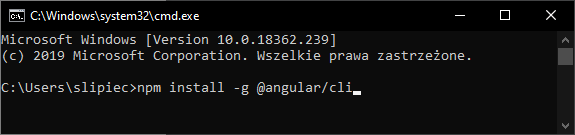 C:\Windows\system32\cmd.exe
Microsoft Windows [Version 10.0.18362.239]
(c) 2019 Microsoft Corporation. Wszelkie prawa zastrzeżone.
C:\Users\slipiec>npm install -g @angular/cli